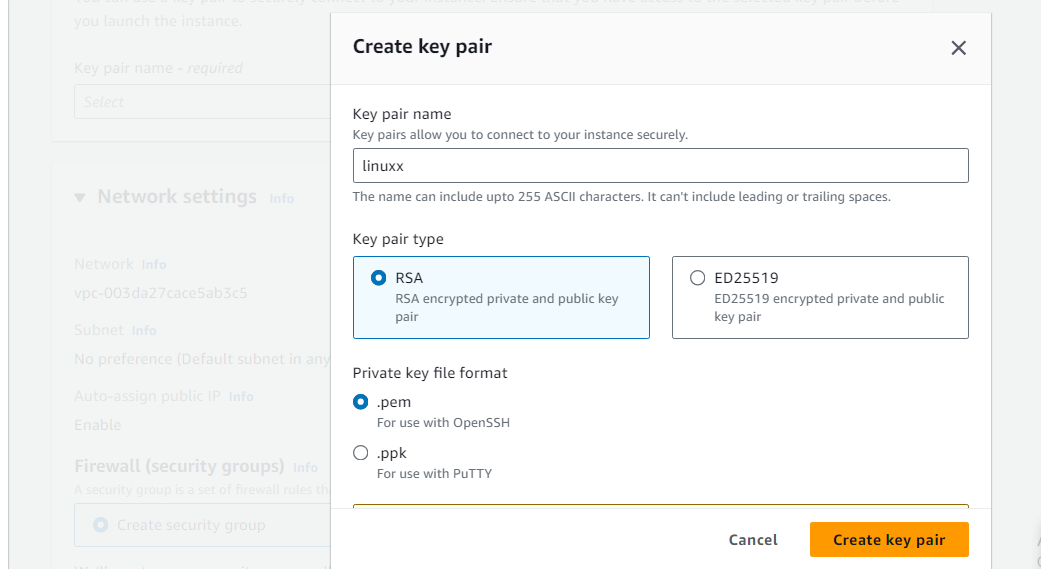 You can use a key pair to securely connect to your instance. Ensure that you have access to the selected key pair before
you launch the instance.
Key pair name - required
Select
Network settings Info
Network Info
vpc-003da27cace5ab3c5
Subnet Info
No preference (Default subnet in any
Auto-assign public IP Info
Enable
Firewall (security groups) Info
A security group is a set of firewall rules
Create security group
Create key pair
Key pair name
Key pairs allow you to connect to your instance securely.
linuxx
The name can include upto 255 ASCII characters. It can't include leading or trailing spaces.
Key pair type
RSA
RSA encrypted private and public key
pair
ED25519
ED25519 encrypted private and public
key pair
Private key file format
.pem
For use with OpenSSH
.ppk
For use with PuTTY
Cancel
Create key pair